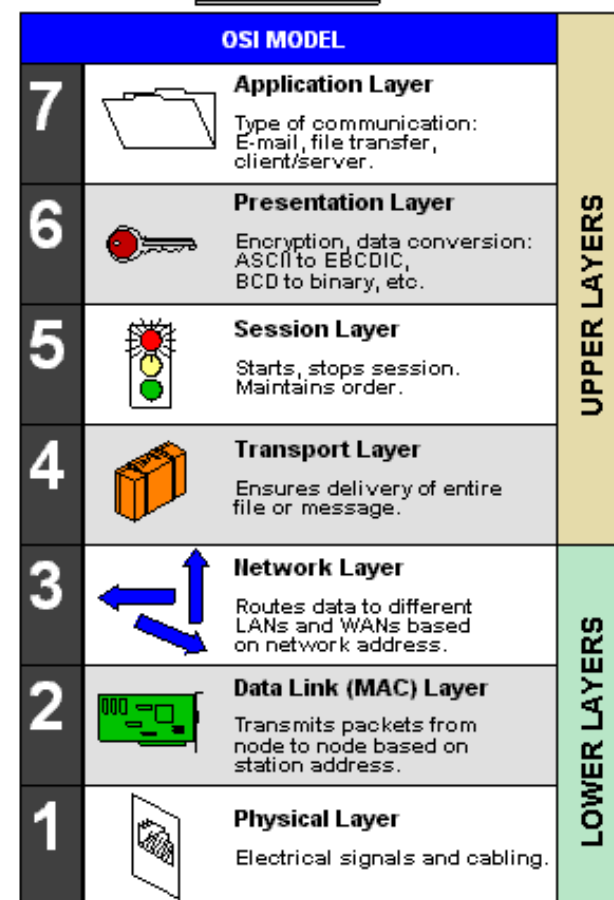 OSI MODEL
7
Application Layer
Type of communication:
E-mail, file transfer,
client/server.
6
Presentation Layer
Encryption, data conversion:
ASCII to EBCDIC,
BCD to binary, etc.
5
Session Layer
Starts, stops session.
Maintains order.
4
Transport Layer
Ensures delivery of entire
file or message.
UPPER LAYERS
3
Network Layer
Routes data to different
LANs and WANs based
on network address.
2
Data Link (MAC) Layer
Transmits packets from
node to node based on
station address.
1
Physical Layer
Electrical signals and cabling.
LOWER LAYERS